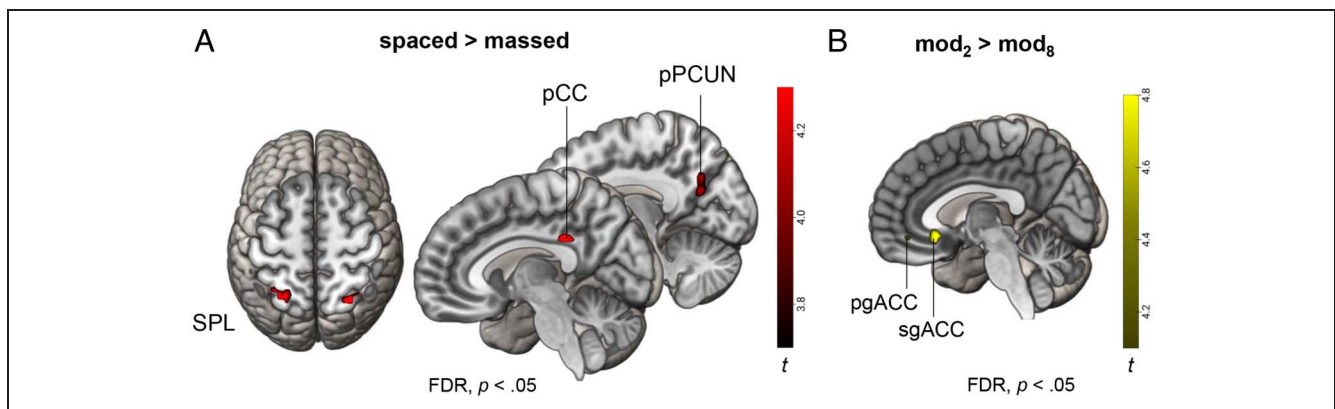 A
spaced > massed
pCC
pPCUN
4.2
4.0
3.8
t
SPL
FDR, p < .05
B
mod₂ > mod₈
4.8
4.6
4.4
4.2
t
pgACC
sgACC
FDR, p < .05